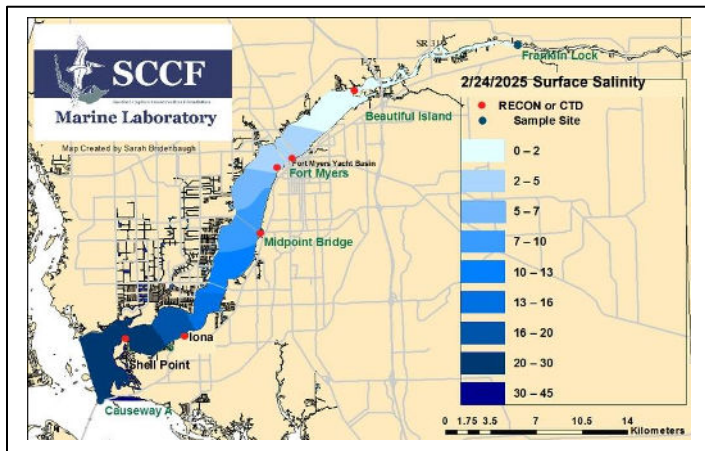 SCCF
Marine Laboratory
Map Created by Sarah Bridenbaugh
SR 31
I-75
Franklin Lock
2/24/2025 Surface Salinity
RECON or CTD
Sample Site
Beautiful Island
Fort Myers Yacht Basin
Fort Myers
Midpoint Bridge
Iona
Shell Point
Causeway A
0 – 2
2 – 5
5 – 7
7 – 10
10 – 13
13 – 16
16 – 20
20 – 30
30 – 45
0 1.75 3.5 7 10.5 14
Kilometers